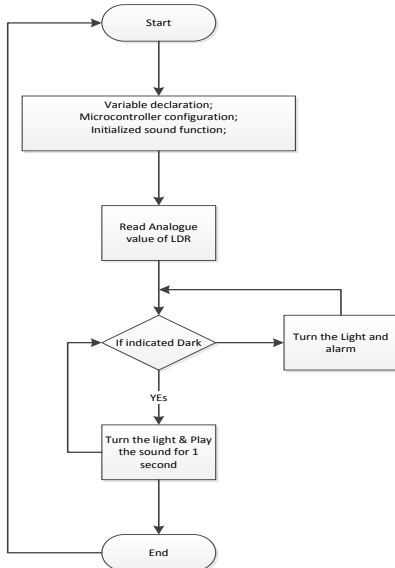 Start
Variable declaration;
Microcontroller configuration;
Initialized sound function;
Read Analogue
value of LDR
If indicated Dark
Turn the Light and
alarm
YEs
Turn the light & Play
the sound for 1
second
End